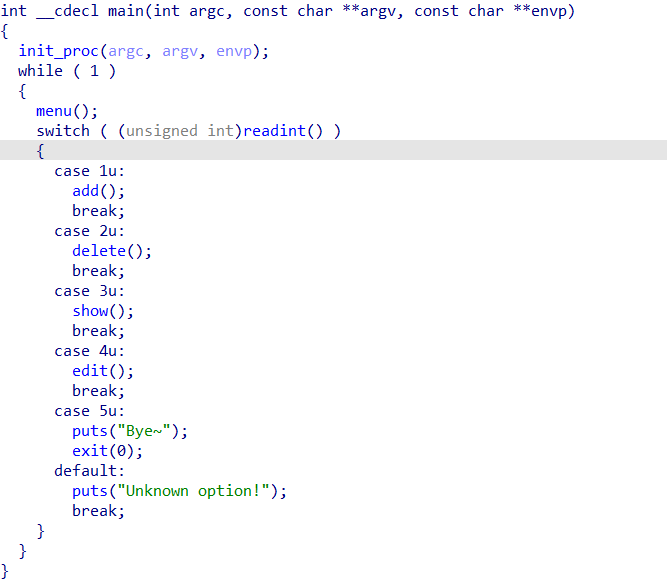 int __cdecl main(int argc, const char **argv, const char **envp)
{
  init_proc(argc, argv, envp);
  while ( 1 )
  {
    menu();
    switch ( (unsigned int)readint() )
    {
      case 1u:
        add();
        break;
      case 2u:
        delete();
        break;
      case 3u:
        show();
        break;
      case 4u:
        edit();
        break;
      case 5u:
        puts("Bye~");
        exit(0);
      default:
        puts("Unknown option!");
        break;
    }
  }
}